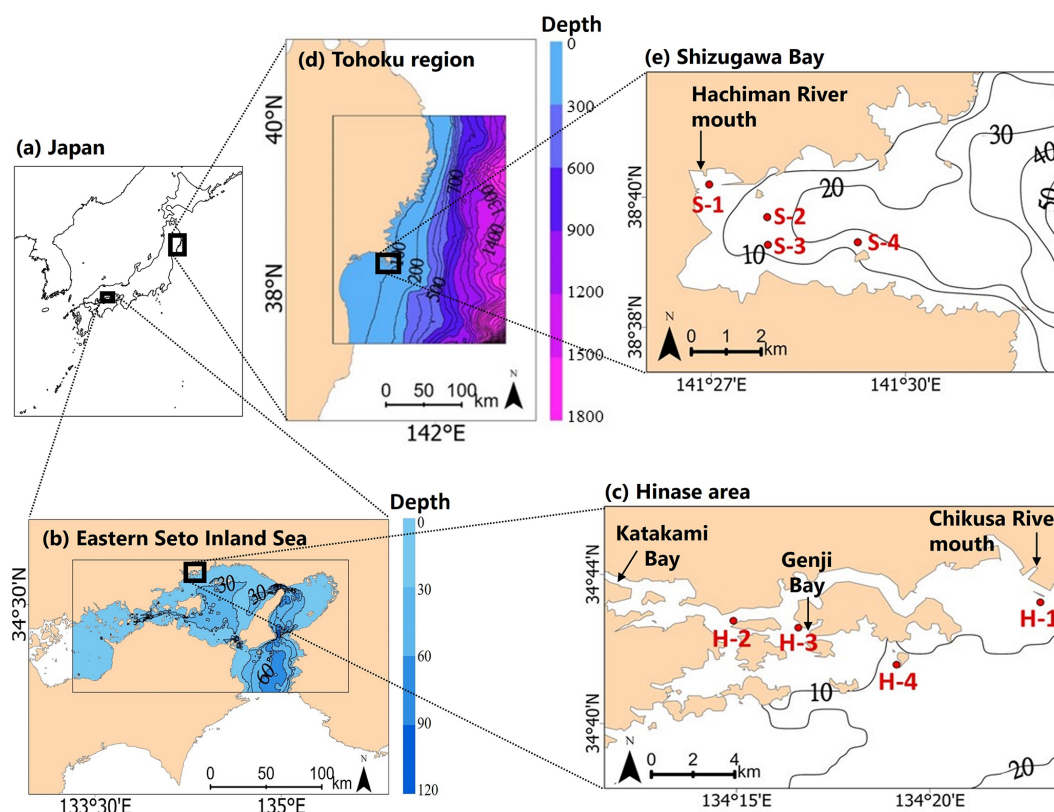 (a) Japan
(d) Tohoku region
Depth
0
300
600
900
1200
1500
1800
40°N
38°N
142°E
700
1300
1400
100
200
500
0 50 100
km
N
(e) Shizugawa Bay
Hachiman River
mouth
S-1
S-2
S-3
S-4
10
20
30
40
50
38°40'N
38°38'N
141°27'E
141°30'E
N
0 1 2
km
(b) Eastern Seto Inland Sea
Depth
0
30
60
90
120
30
30
60
34°30'N
133°30'E
135°E
0 50 100
km
N
(c) Hinase area
Katakami
Bay
Genji
Bay
Chikusa River
mouth
H-1
H-2
H-3
H-4
10
20
34°44'N
34°40'N
134°15'E
134°20'E
N
0 2 4
km